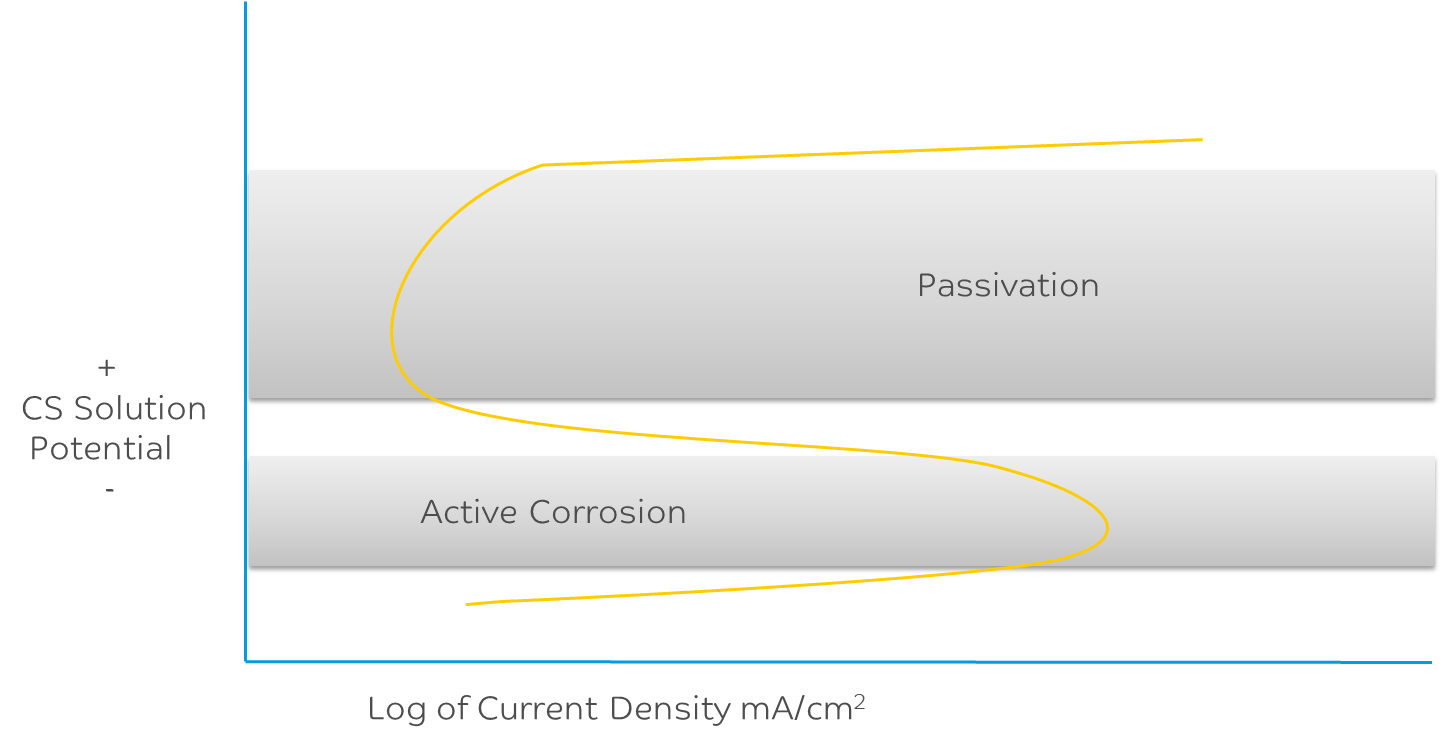 Passivation
+
CS Solution
Potential
-
Active Corrosion
Log of Current Density mA/cm²